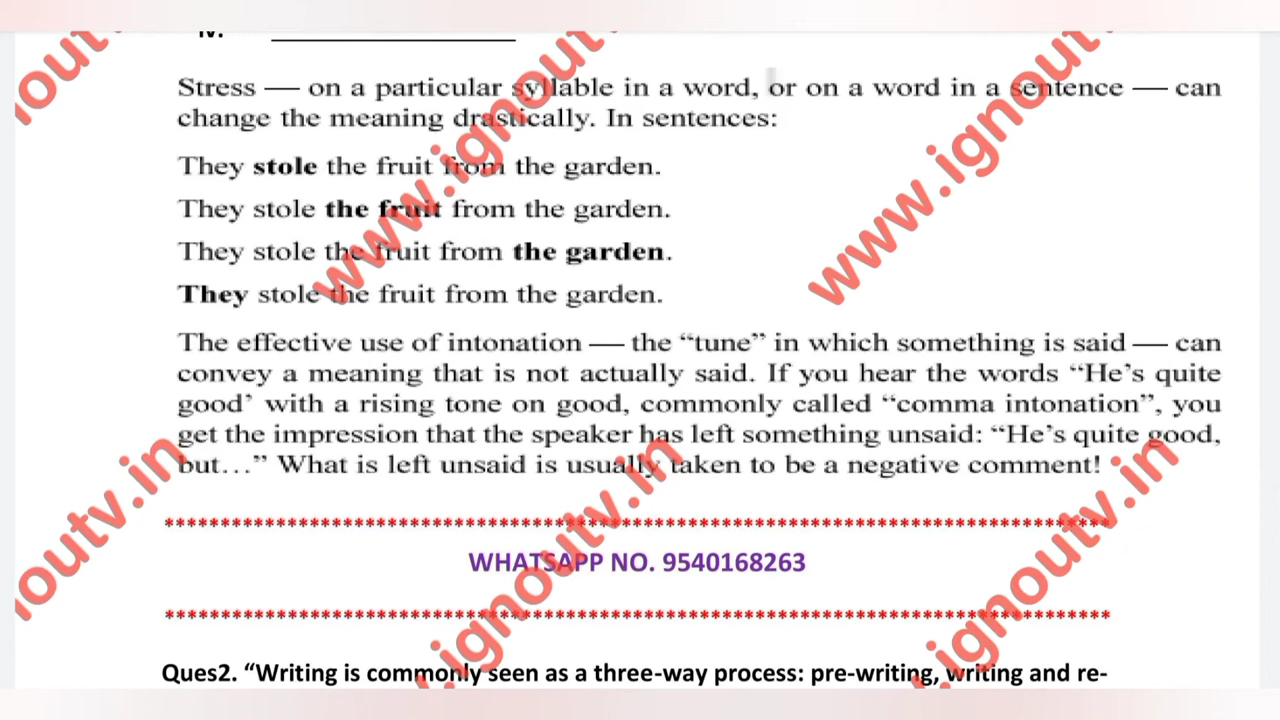 iv. ____________________
Stress — on a particular syllable in a word, or on a word in a sentence — can
change the meaning drastically. In sentences:
They stole the fruit from the garden.
They stole the fruit from the garden.
They stole the fruit from the garden.
They stole the fruit from the garden.
The effective use of intonation — the “tune” in which something is said — can
convey a meaning that is not actually said. If you hear the words “He’s quite
good’ with a rising tone on good, commonly called “comma intonation”, you
get the impression that the speaker has left something unsaid: “He’s quite good,
but…” What is left unsaid is usually taken to be a negative comment!
WHATSAPP NO. 9540168263
Ques2. “Writing is commonly seen as a three-way process: pre-writing, writing and re-
www.ignoutv.in
www.ignoutv.in